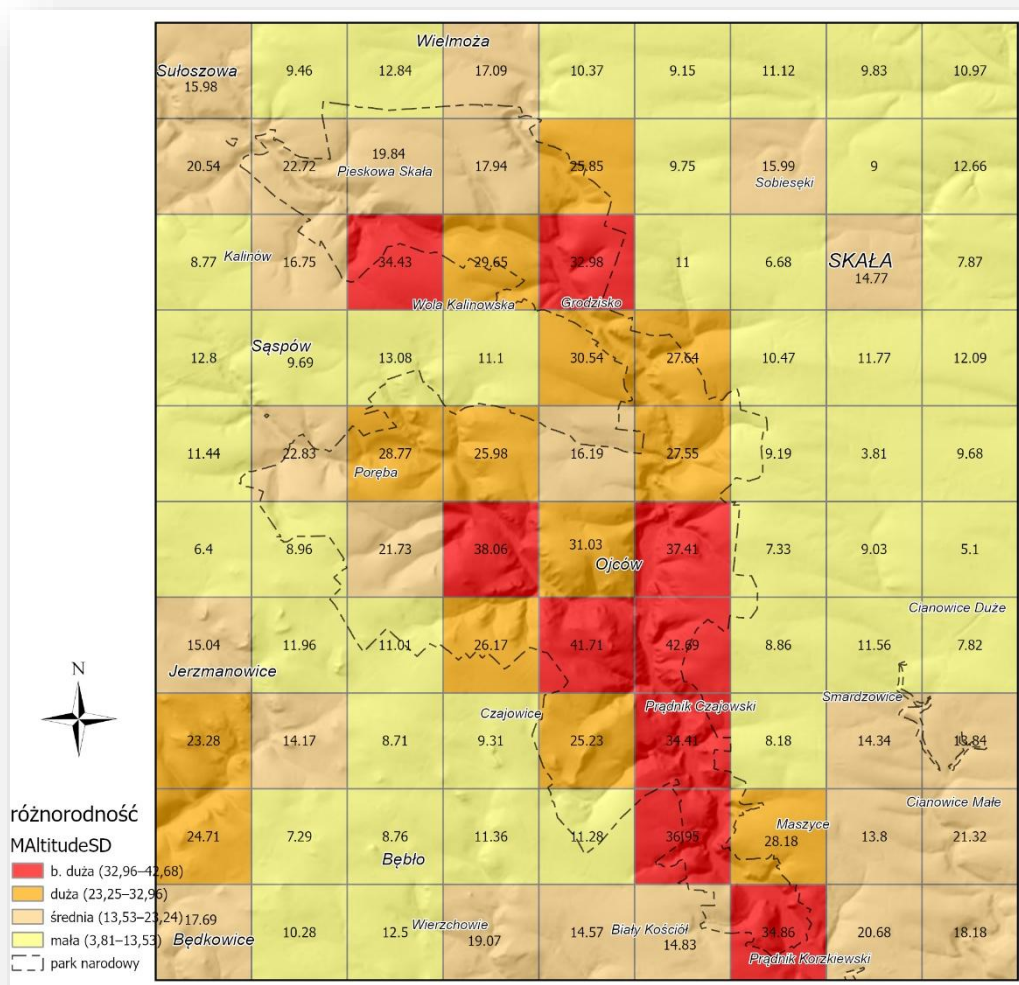 Wielmoża
Sułoszowa
15.98 9.46 12.84 17.09 10.37 9.15 11.12 9.83 10.97
20.54 22.72 19.84 17.94 25.85 9.75 15.99 9 12.66
Pieskowa Skała Sobiesęki
8.77 Kalinów 16.75 34.43 29.65 32.98 11 6.68 SKAŁA 14.77 7.87
Wola Kalinowska Grodzisko
Sąspów
12.8 9.69 13.08 11.1 30.54 27.64 10.47 11.77 12.09
11.44 22.83 28.77 25.98 16.19 27.55 9.19 3.81 9.68
Poręba
6.4 8.96 21.73 38.06 31.03 37.41 7.33 9.03 5.1
Ojców
Cianowice Duże
15.04 11.96 11.01 26.17 41.71 42.69 8.86 11.56 7.82
Jerzmanowice
Smardzowice
N
Czajowice Prądnik Czajowski
23.28 14.17 8.71 9.31 25.23 34.41 8.18 14.34 13.84
Cianowice Małe
Maszyce
24.71 7.29 8.76 11.36 11.28 36.95 28.18 13.8 21.32
Bębło
17.69 10.28 12.5 19.07 14.57 14.83 34.86 20.68 18.18
Będkowice Wierzchowie Biały Kościół
Prądnik Korzkiewski
różnorodność
MAltitudeSD
b. duża (32,96–42,68)
duża (23,25–32,96)
średnia (13,53–23,24)
mała (3,81–13,53)
park narodowy